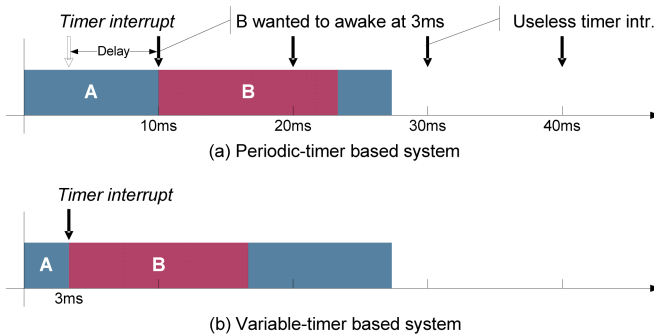 Timer interrupt
B wanted to awake at 3ms
Useless timer intr.
Delay
A
B
10ms
20ms
30ms
40ms
(a) Periodic-timer based system
Timer interrupt
A
B
3ms
(b) Variable-timer based system